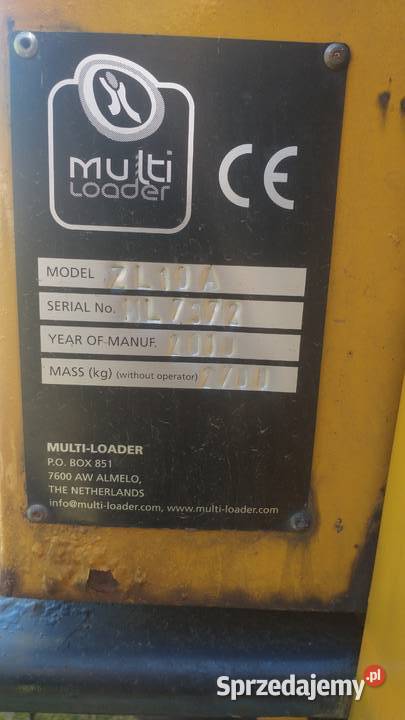 multi
LOADER
CE
MODEL ZL10A
SERIAL No.
YEAR OF MANUF.
MASS (kg) (without operator)
MULTI-LOADER
P.O. BOX 851
7600 AW ALMELO,
THE NETHERLANDS
info@multi-loader.com, www.multi-loader.com
Sprzedajemy.pl